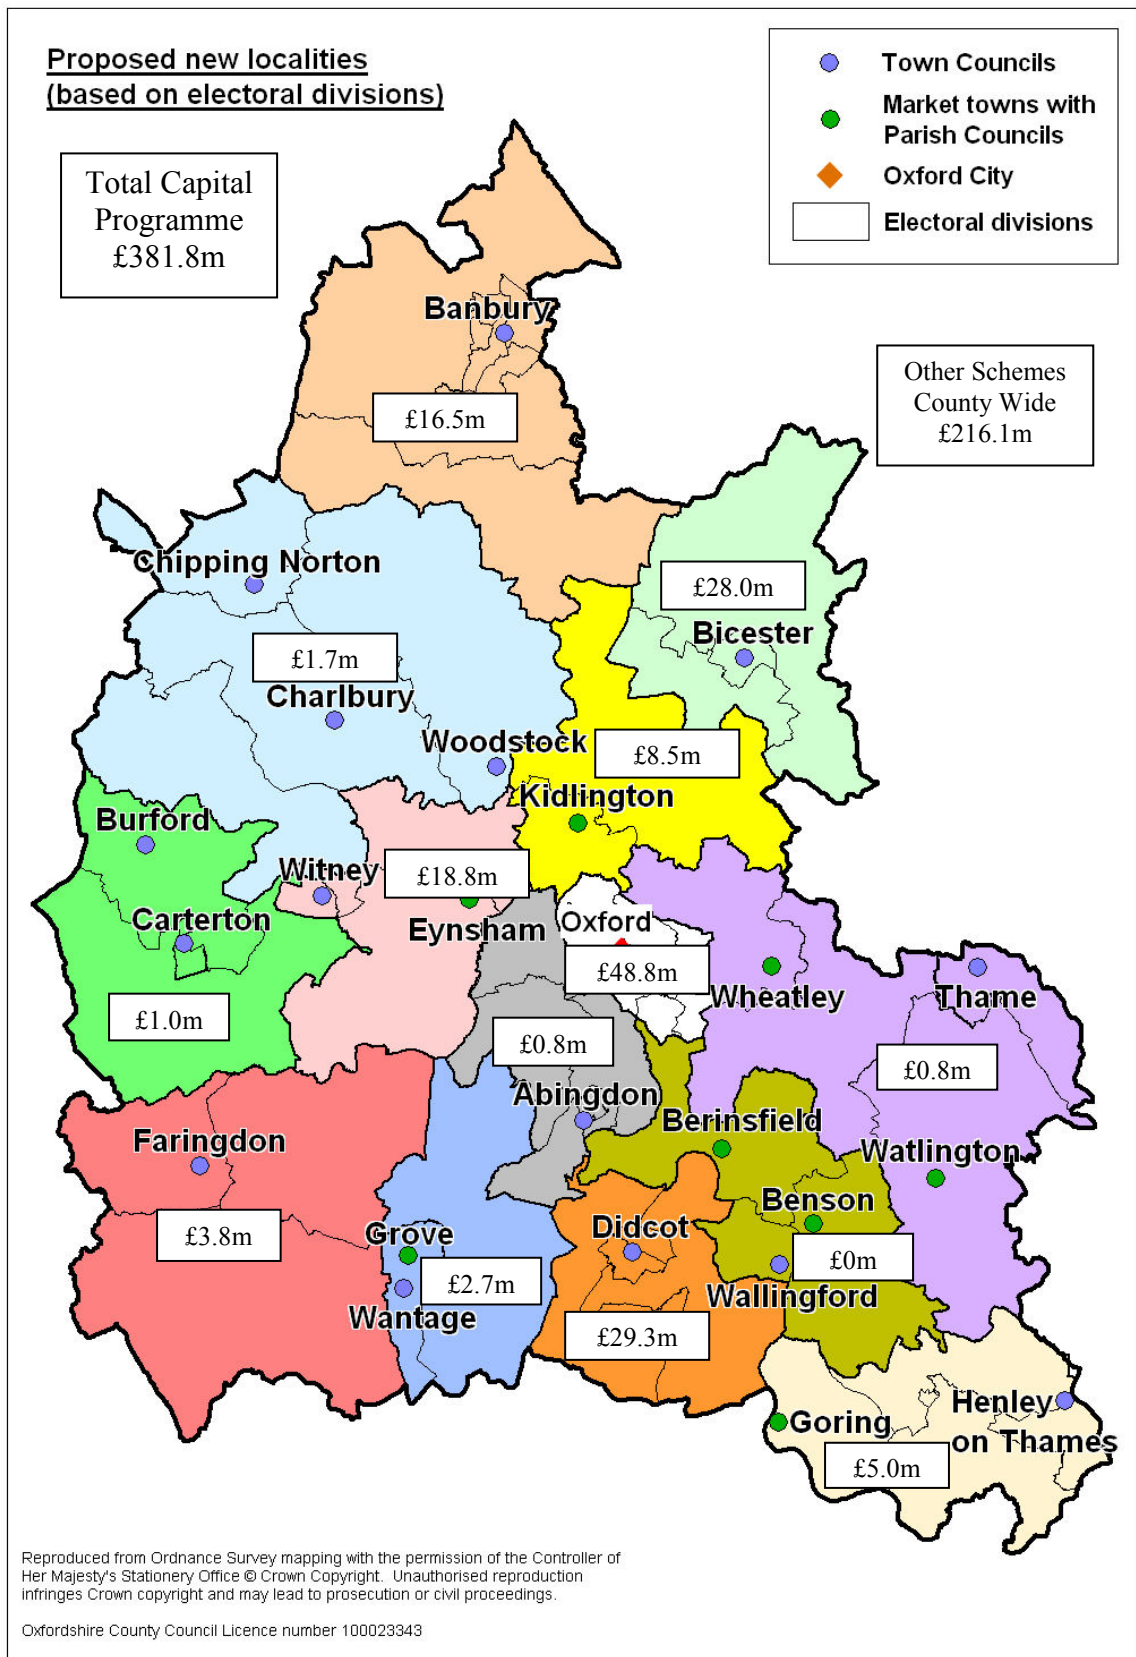 Proposed new localities
(based on electoral divisions)
Town Councils
Market towns with
Parish Councils
Oxford City
Electoral divisions
Total Capital
Programme
£381.8m
Other Schemes
County Wide
£216.1m
Banbury
£16.5m
Chipping Norton
£28.0m
Bicester
£1.7m
Charlbury
Woodstock
£8.5m
Kidlington
Burford
Witney
£18.8m
Carterton
Eynsham
Oxford
£48.8m
Wheatley
Thame
£1.0m
£0.8m
£0.8m
Abingdon
Berinsfield
Faringdon
Watlington
Benson
£3.8m
Grove
Didcot
£0m
£2.7m
Wallingford
Wantage
£29.3m
Henley
on Thames
Goring
£5.0m
Reproduced from Ordnance Survey mapping with the permission of the Controller of
Her Majesty's Stationery Office © Crown Copyright. Unauthorised reproduction
infringes Crown copyright and may lead to prosecution or civil proceedings.
Oxfordshire County Council Licence number 100023343